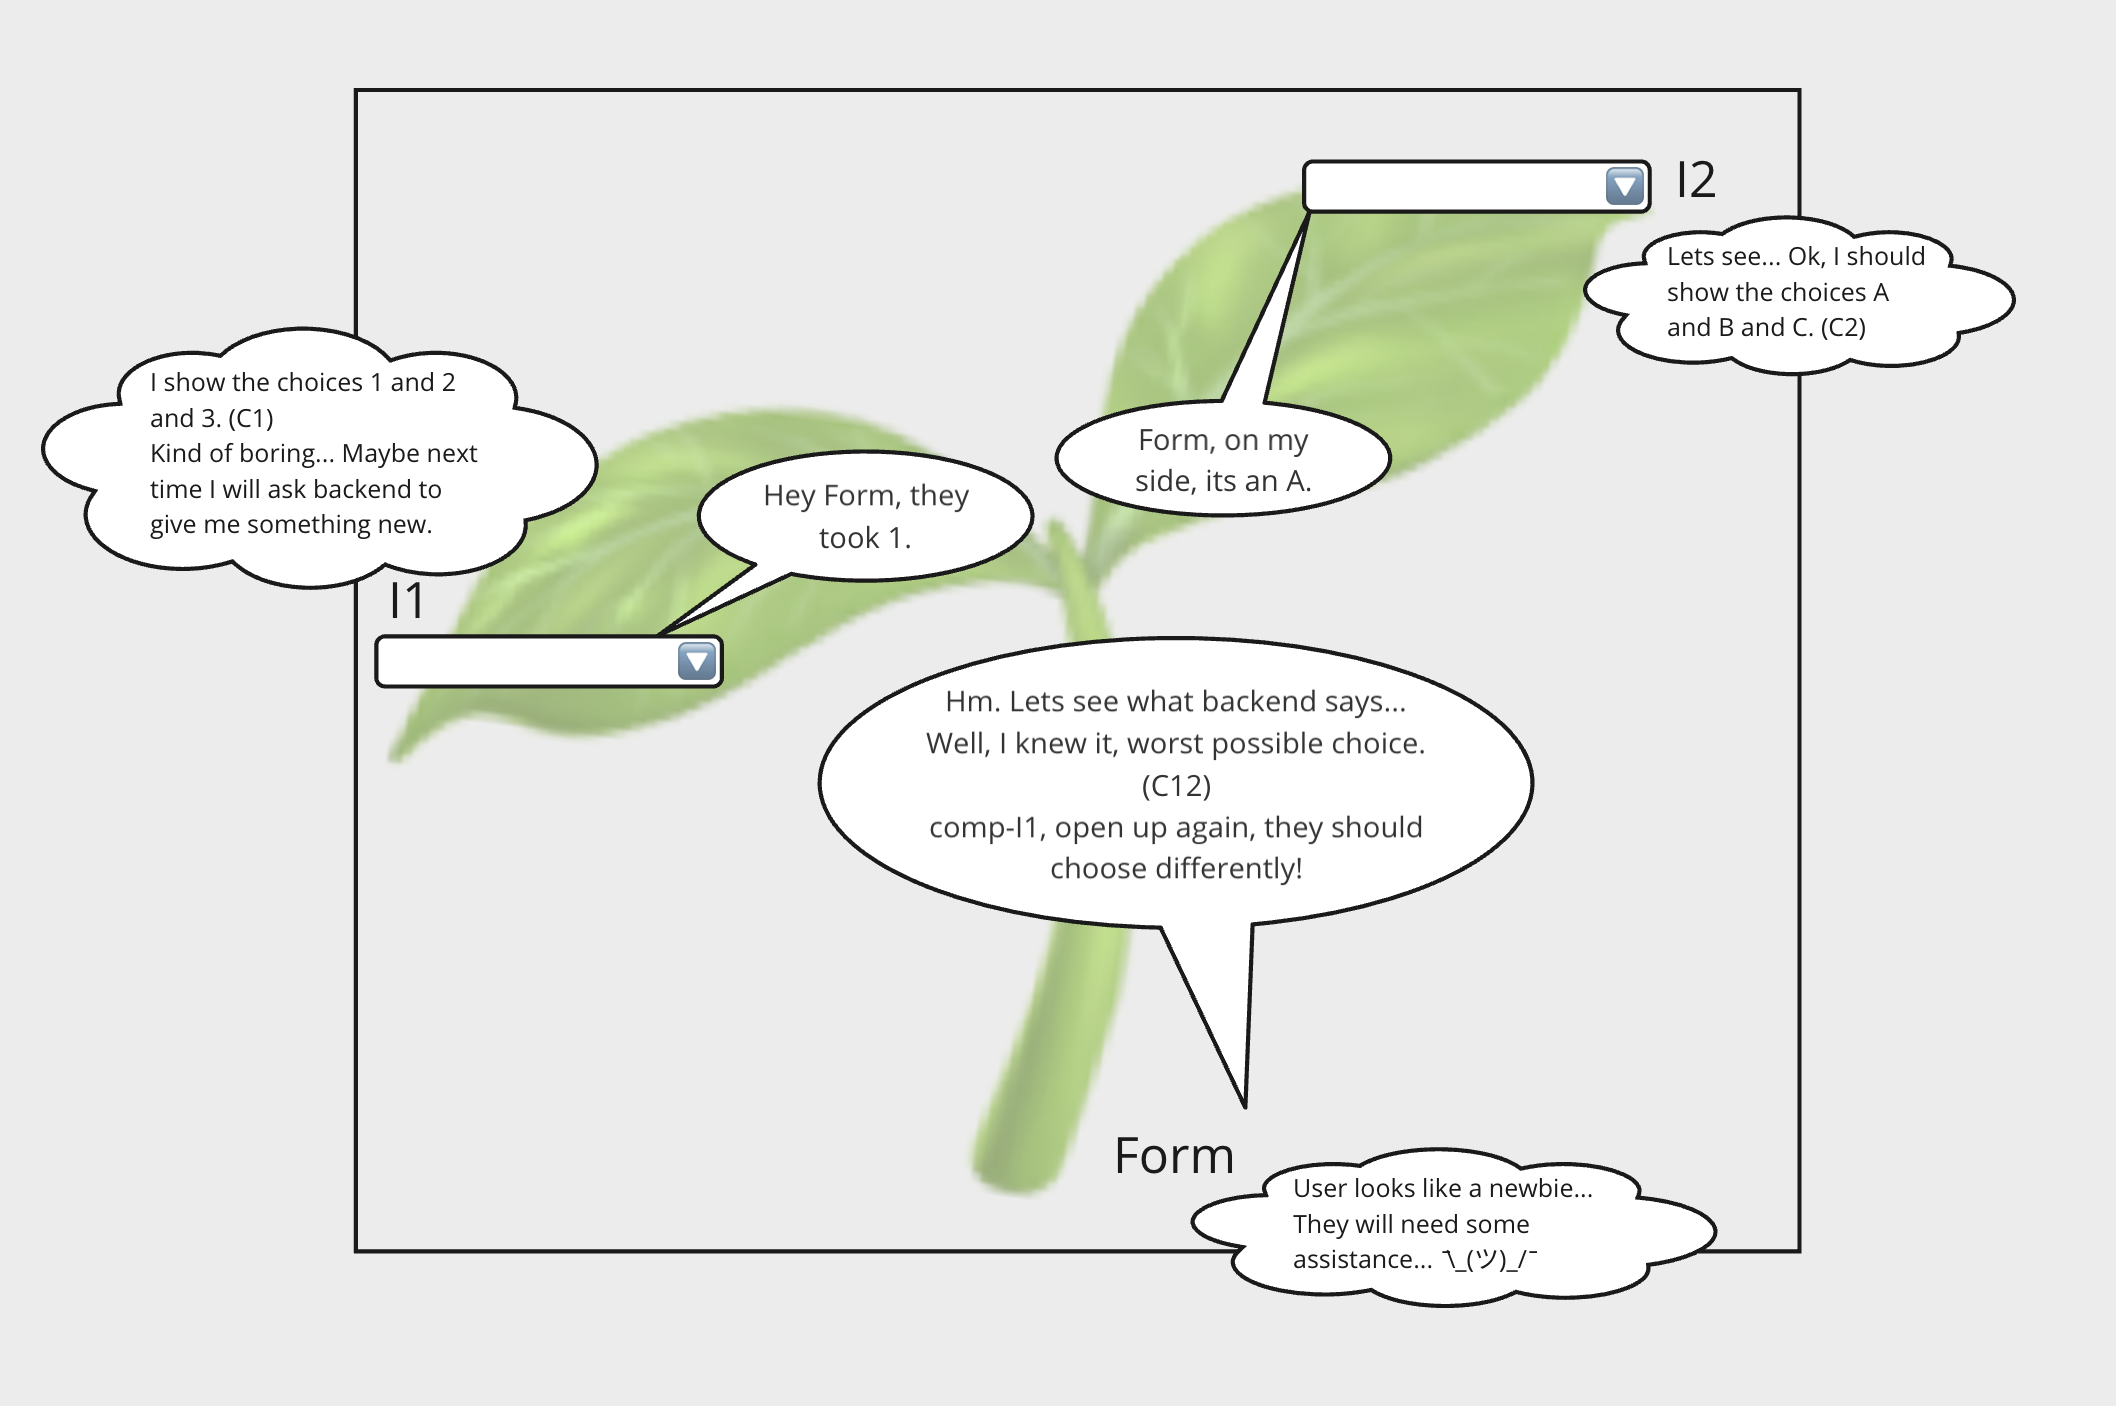 I2
Lets see... Ok, I should
show the choices A
and B and C. (C2)
I show the choices 1 and 2
and 3. (C1)
Kind of boring... Maybe next
time I will ask backend to
give me something new.
Form, on my
side, its an A.
Hey Form, they
took 1.
I1
Hm. Lets see what backend says...
Well, I knew it, worst possible choice.
(C12)
comp-I1, open up again, they should
choose differently!
Form
User looks like a newbie...
They will need some
assistance... ¯\_(ツ)_/¯